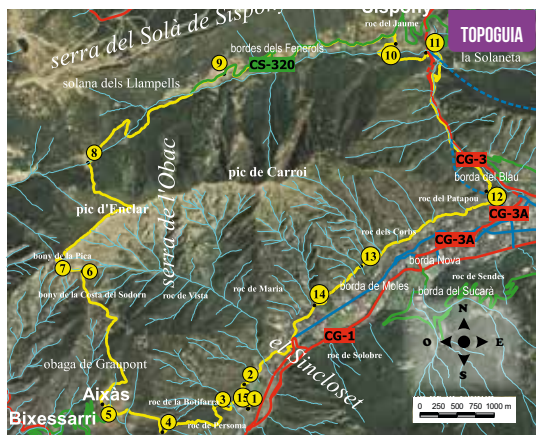 Sispony
roc del Jaume
TOPOGUIA
serra del Solà de Sispony
bordes dels Fenerols
11
10
9
CS-320
la Solaneta
solana dels Llampells
8
CG-3
borda del Blau
pic de Carroi
serra de l'Obac
roc del Patapou
12
pic d'Enclar
CG-3A
roc dels Corbs
CG-3A
bony de la Pica
13
borda Nova
7
6
roc de Sendes
bony de la Costa del Sodorn
roc de Vista
roc de Maria
14
borda de Moles
borda del Sucarà
N
CG-1
el Sincloset
O
E
S
roc de Solobre
obaga de Graupont
2
Aixàs
roc de la Botifarra
3
15
1
5
Bixessarri
4
roc de Persoma
0 250 500 750 1000 m